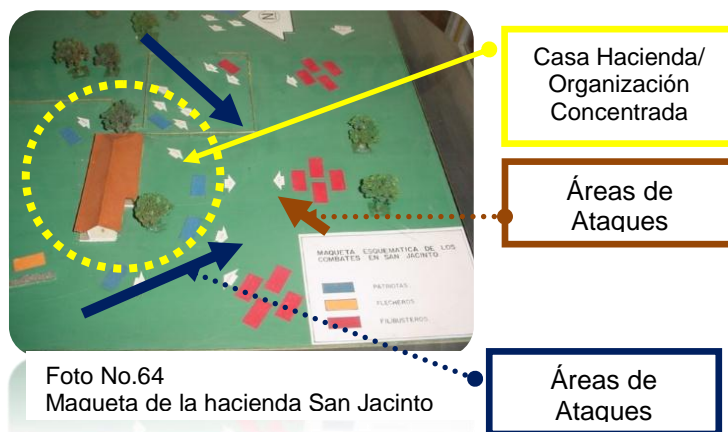 N
Casa Hacienda/
Organización
Concentrada
Áreas de
Ataques
MAQUETA ESQUEMATICA DE LOS
COMBATES EN SAN JACINTO
PATRIOTAS.
FLECHEROS.
FILIBUSTEROS.
Foto No.64
Maqueta de la hacienda San Jacinto
Áreas de
Ataques